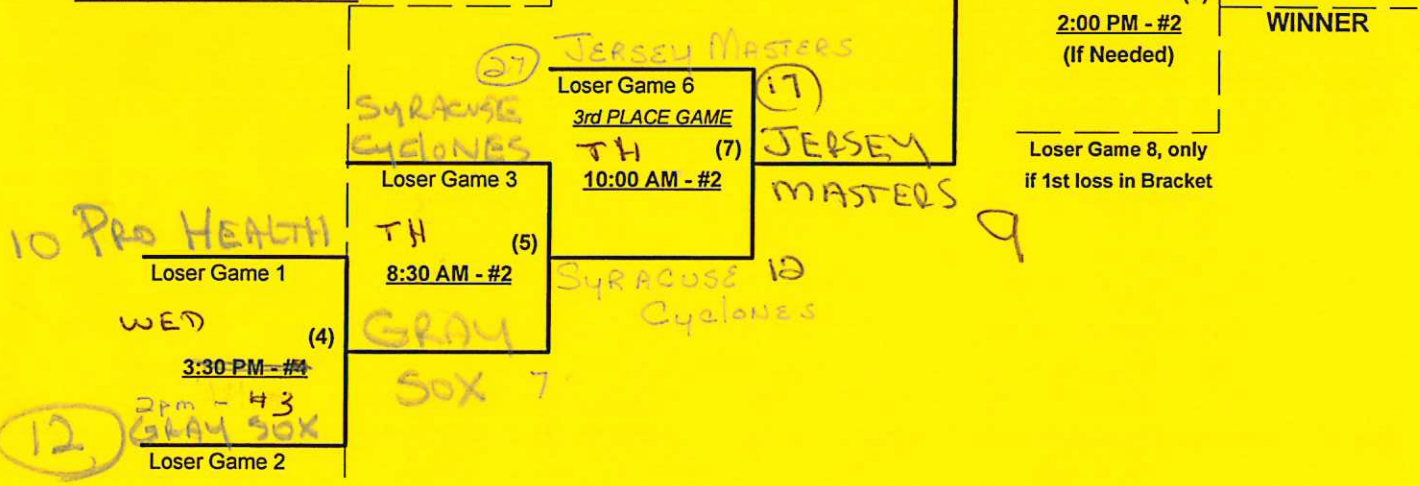 2:00 PM - #2
(If Needed)
WINNER
27
JERSEY MASTERS
Loser Game 6
17
3rd PLACE GAME
TH
(7)
10:00 AM - #2
JERSEY
MASTERS
9
Loser Game 8, only
if 1st loss in Bracket
SYRACUSE
CYCLONES
Loser Game 3
TH
(5)
8:30 AM - #2
SYRACUSE 12
CYCLONES
10 PRO HEALTH
Loser Game 1
WED
(4)
3:30 PM - #4
2pm - #3
GRAY
SOX 7
12
GRAY SOX
Loser Game 2